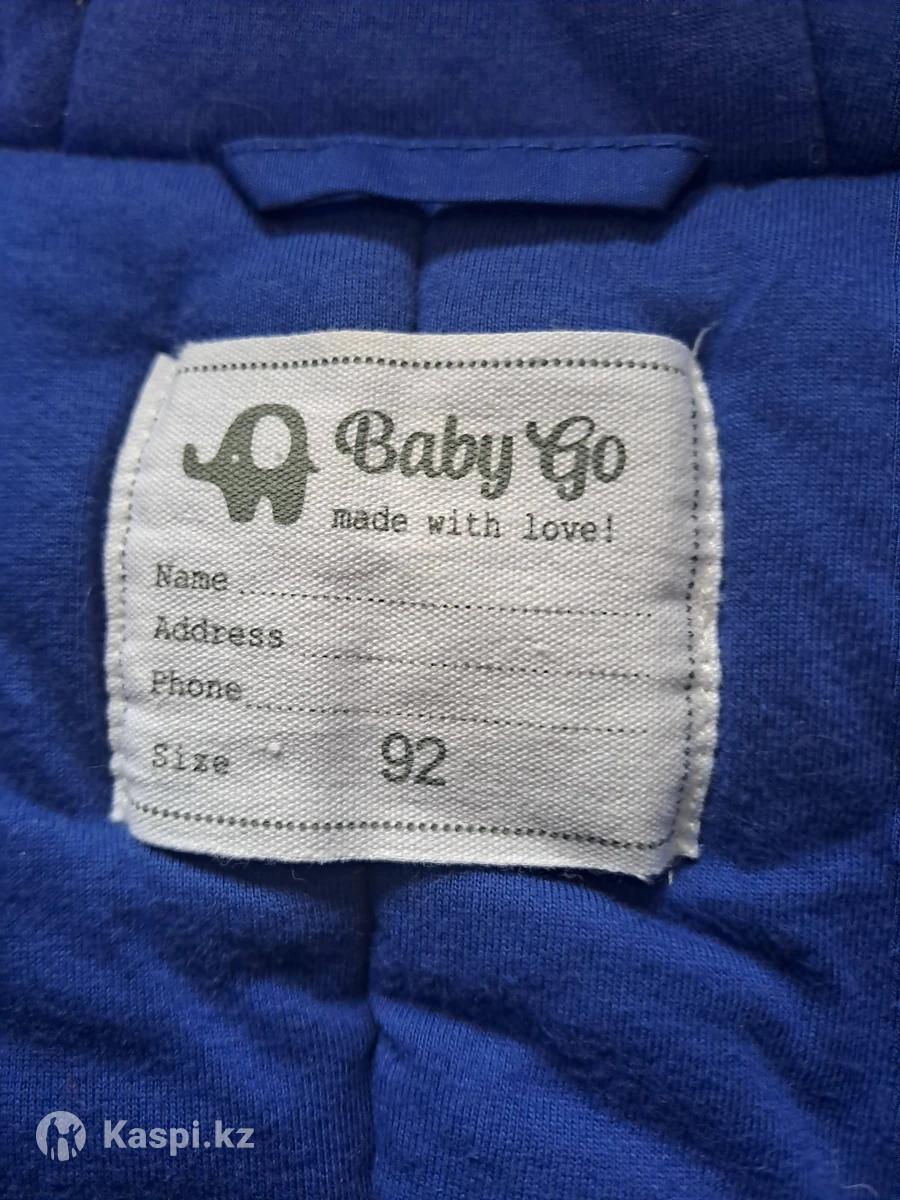 Baby Go
made with love!
Name
Address
Phone
Size 92
Kaspi.kz